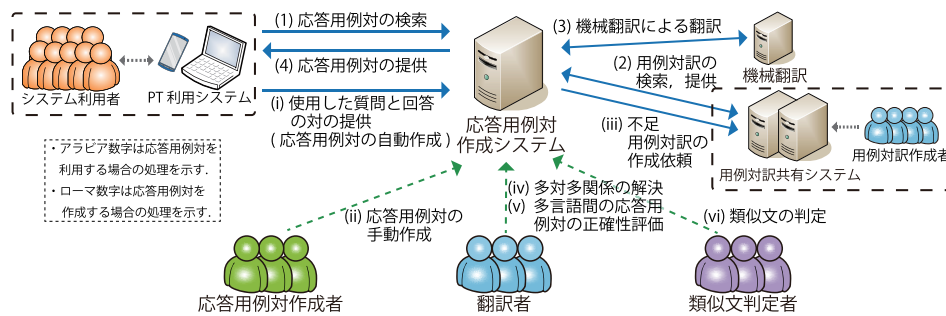 (1) 応答用例対の検索
(4) 応答用例対の提供
(i) 使用した質問と回答
の対の提供
( 応答用例対の自動作成 )
システム利用者
PT 利用システム
・アラビア数字は応答用例対を
利用する場合の処理を示す.
・ローマ数字は応答用例対を
作成する場合の処理を示す.
応答用例対
作成システム
(3) 機械翻訳による翻訳
機械翻訳
(2) 用例対訳の
検索，提供
(iii) 不足
用例対訳の
作成依頼
用例対訳共有システム
用例対訳作成者
(ii) 応答用例対の
手動作成
(iv) 多対多関係の解決
(v) 多言語間の応答用
例対の正確性評価
(vi) 類似文の判定
応答用例対作成者
翻訳者
類似文判定者